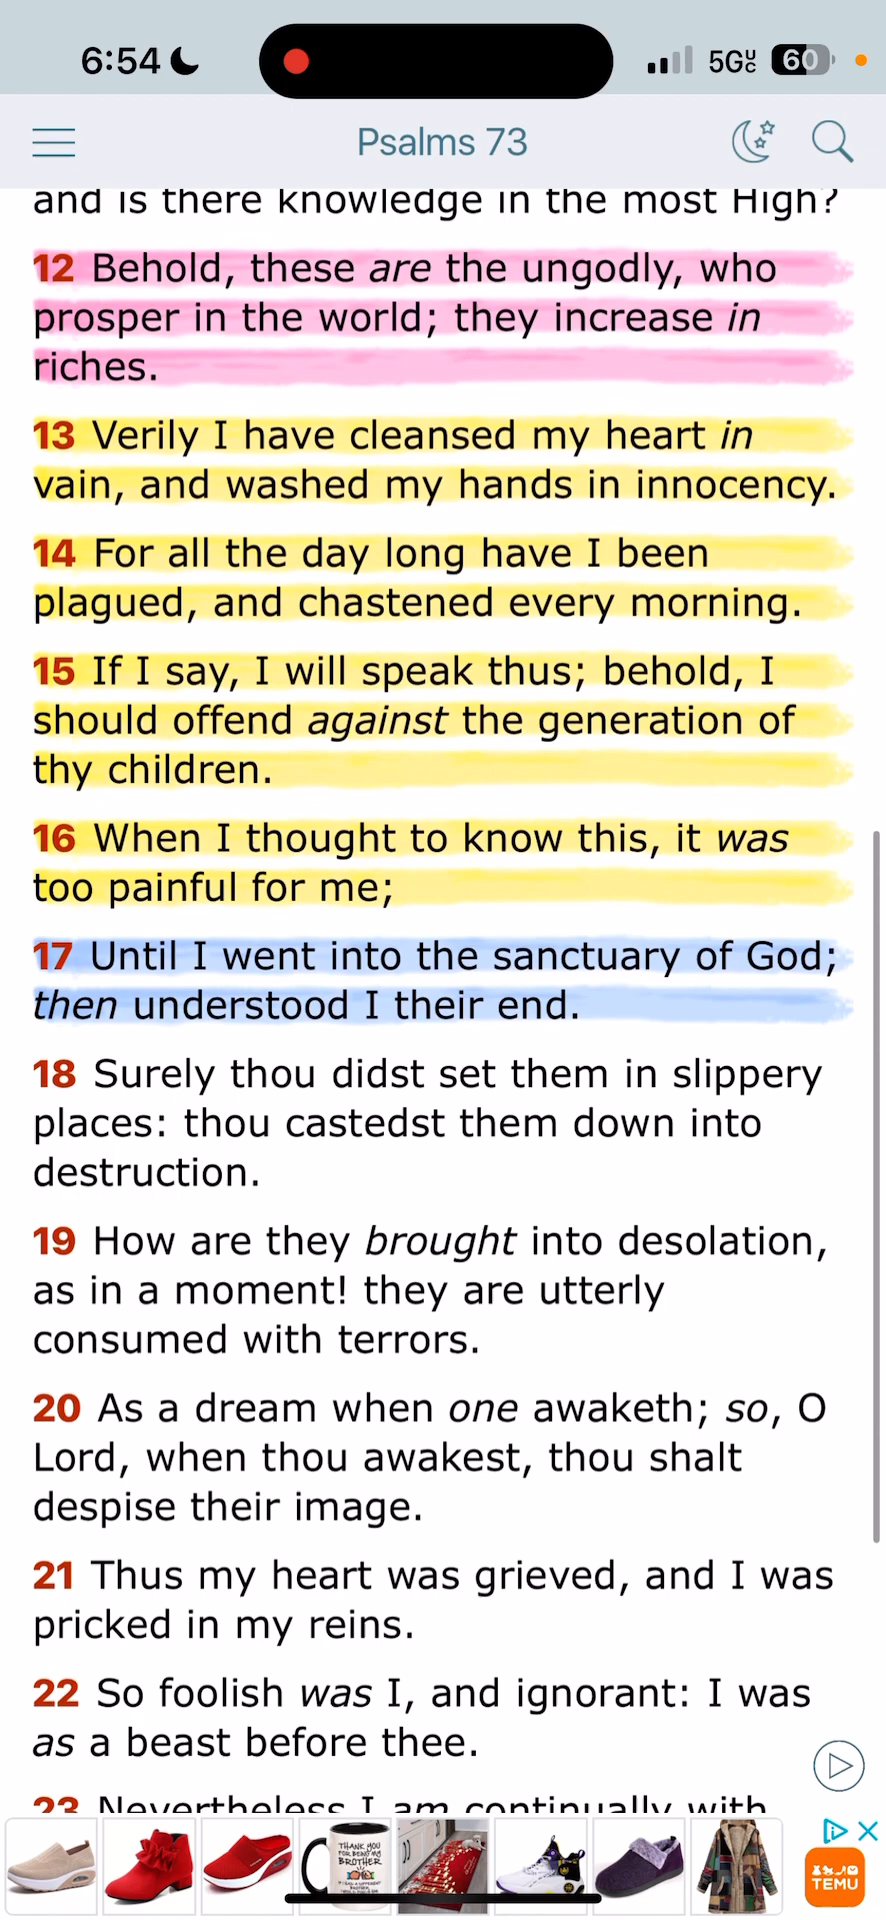 6:54
5G
60
Psalms 73
and is there knowledge in the most High?
12 Behold, these are the ungodly, who
prosper in the world; they increase in
riches.
13 Verily I have cleansed my heart in
vain, and washed my hands in innocency.
14 For all the day long have I been
plagued, and chastened every morning.
15 If I say, I will speak thus; behold, I
should offend against the generation of
thy children.
16 When I thought to know this, it was
too painful for me;
17 Until I went into the sanctuary of God;
then understood I their end.
18 Surely thou didst set them in slippery
places: thou castedst them down into
destruction.
19 How are they brought into desolation,
as in a moment! they are utterly
consumed with terrors.
20 As a dream when one awaketh; so, O
Lord, when thou awakest, thou shalt
despise their image.
21 Thus my heart was grieved, and I was
pricked in my reins.
22 So foolish was I, and ignorant: I was
as a beast before thee.
23 Nevertheless I am continually with
THANK YOU
FOR BEING MY
BROTHER
TEMU